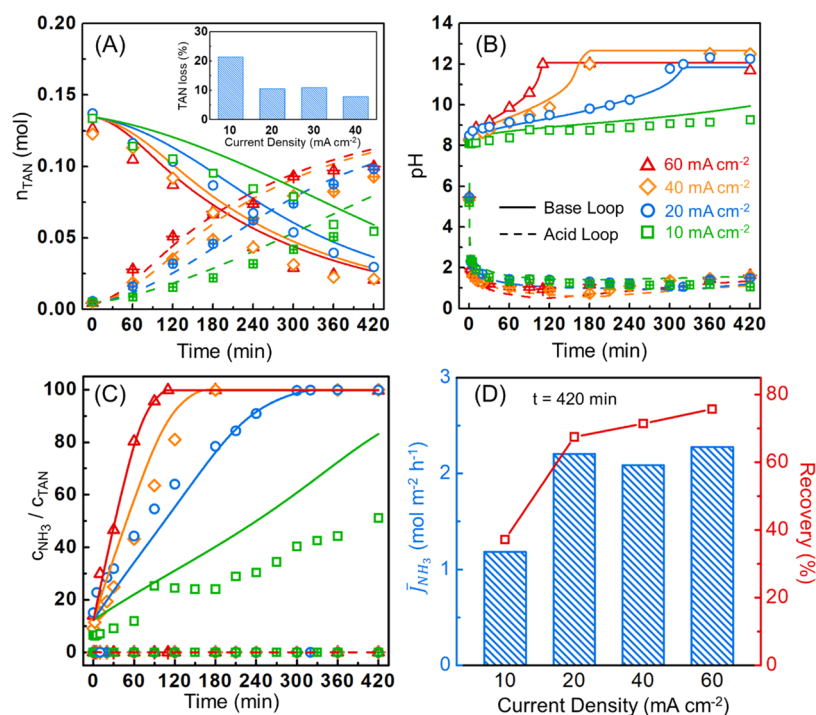 (A)
0.20
0.15
0.10
0.05
0.00
n_TAN (mol)
0 60 120 180 240 300 360 420
Time (min)
TAN loss (%)
30
20
10
0
10 20 30 40
Current Density (mA cm⁻²)
(B)
14
12
10
8
6
4
2
0
pH
60 mA cm⁻²
40 mA cm⁻²
20 mA cm⁻²
10 mA cm⁻²
Base Loop
Acid Loop
0 60 120 180 240 300 360 420
Time (min)
(C)
100
80
60
40
20
0
c_NH3 / c_TAN
0 60 120 180 240 300 360 420
Time (min)
(D)
t = 420 min
3
2
1
0
J̄_NH₃ (mol m⁻² h⁻¹)
80
60
40
20
0
Recovery (%)
10 20 40 60
Current Density (mA cm⁻²)